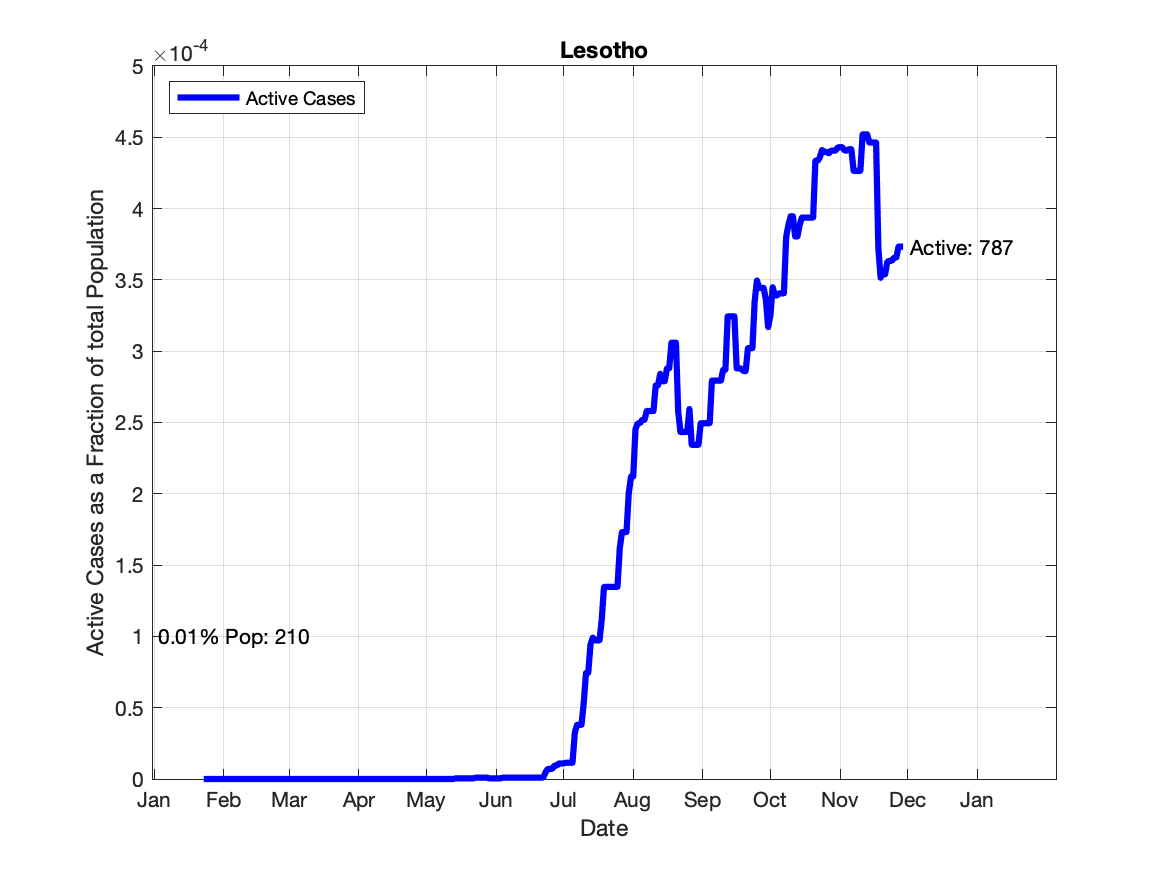 Lesotho
×10-4
Active Cases
5
4.5
4
3.5
3
2.5
2
1.5
1
0.5
0
Active Cases as a Fraction of total Population
Active: 787
0.01% Pop: 210
Jan Feb Mar Apr May Jun Jul Aug Sep Oct Nov Dec Jan
Date